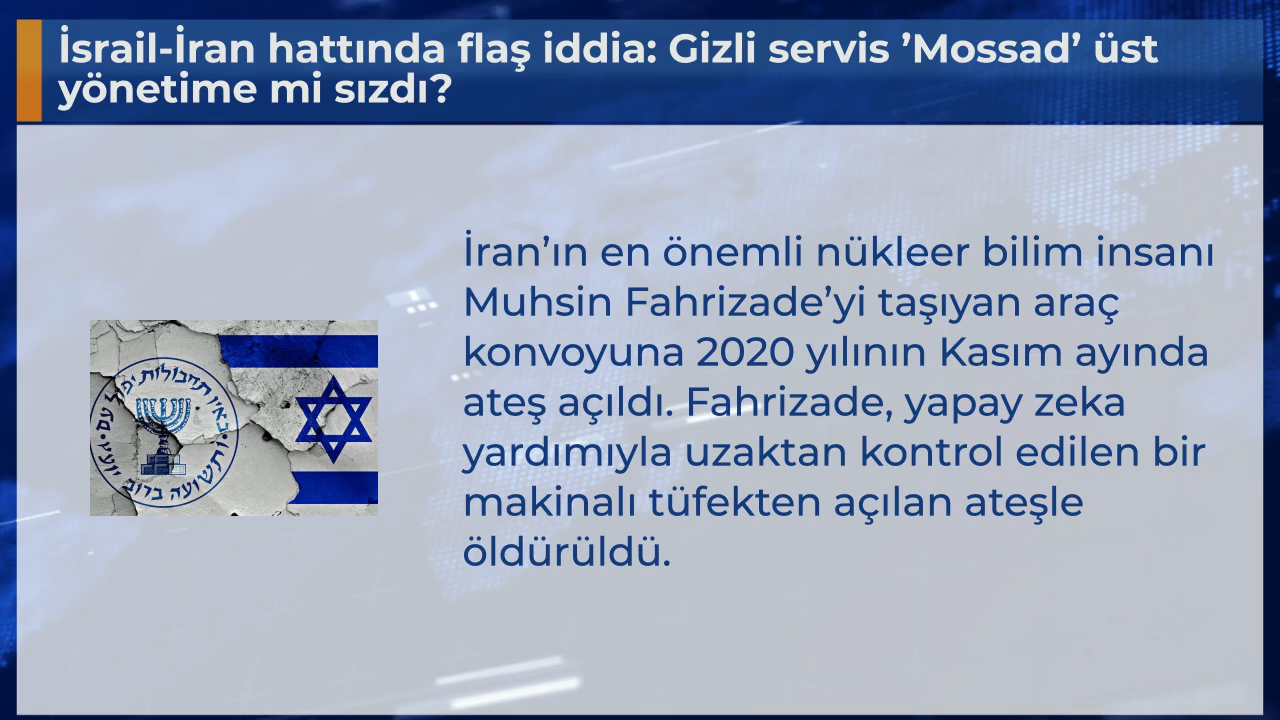 İsrail-İran hattında flaş iddia: Gizli servis ’Mossad’ üst
yönetime mi sızdı?
İran’ın en önemli nükleer bilim insanı
Muhsin Fahrizade’yi taşıyan araç
konvoyuna 2020 yılının Kasım ayında
ateş açıldı. Fahrizade, yapay zeka
yardımıyla uzaktan kontrol edilen bir
makinalı tüfekten açılan ateşle
öldürüldü.